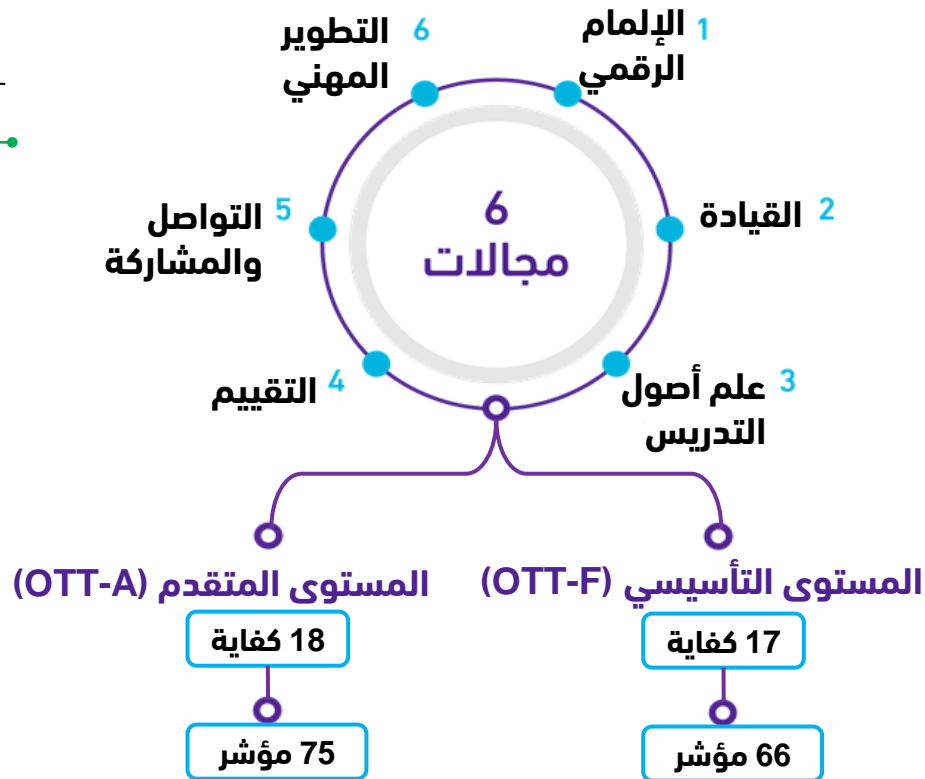 1 الإلمام
الرقمي
2 القيادة
3 علم أصول
التدريس
4 التقييم
5 التواصل
والمشاركة
6 التطوير
المهني
6
مجالات
المستوى التأسيسي (OTT-F)
17 كفاية
66 مؤشر
المستوى المتقدم (OTT-A)
18 كفاية
75 مؤشر